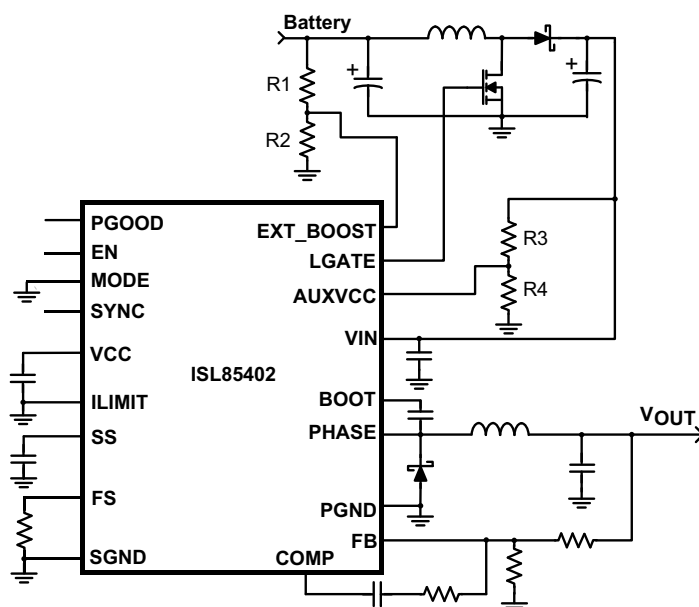 Battery
R1
R2
PGOOD
EN
MODE
SYNC
VCC
ILIMIT
SS
FS
SGND
ISL85402
COMP
EXT_BOOST
LGATE
AUXVCC
VIN
BOOT
PHASE
PGND
FB
R3
R4
VOUT